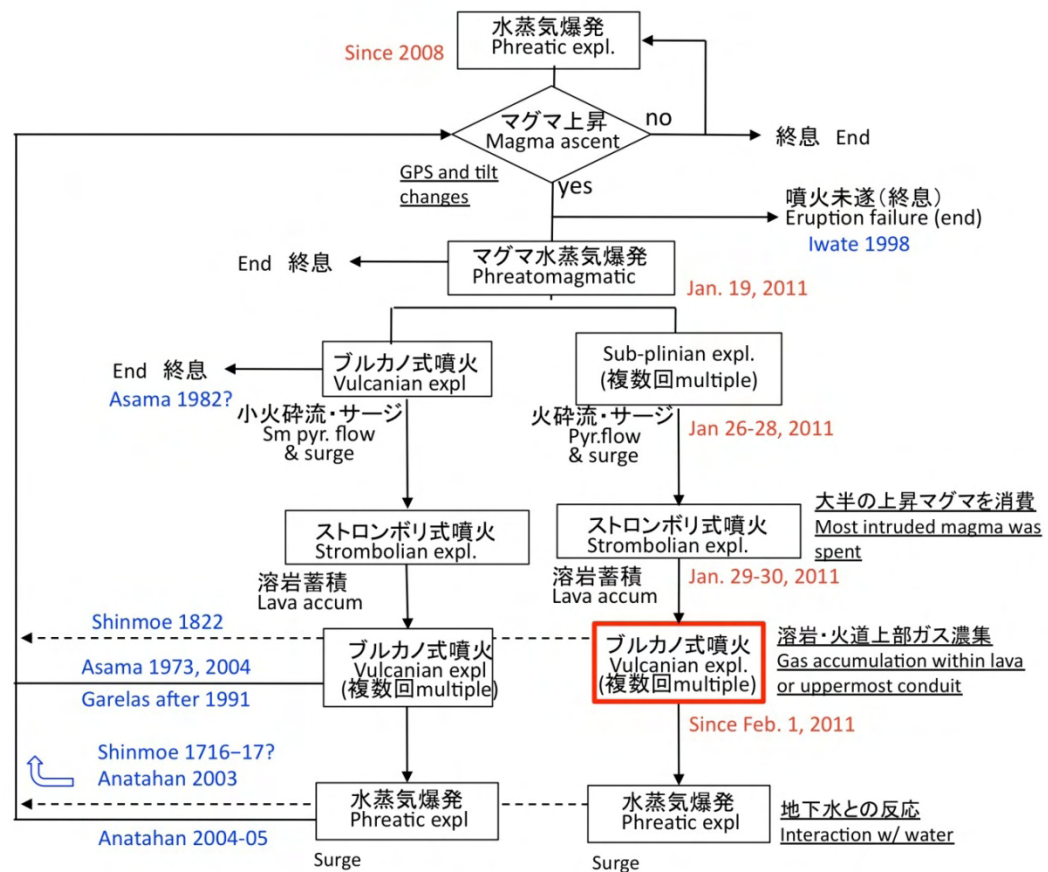 水蒸気爆発
Phreatic expl.
Since 2008
マグマ上昇
Magma ascent
no
終息 End
GPS and tilt
changes
yes
噴火未遂(終息)
Eruption failure (end)
Iwate 1998
End 終息
マグマ水蒸気爆発
Phreatomagmatic
Jan. 19, 2011
End 終息
Asama 1982?
ブルカノ式噴火
Vulcanian expl
Sub-plinian expl.
(複数回multiple)
小火砕流・サージ
Sm pyr. flow
& surge
火砕流・サージ
Pyr.flow
& surge
Jan 26-28, 2011
ストロンボリ式噴火
Strombolian expl.
ストロンボリ式噴火
Strombolian expl.
大半の上昇マグマを消費
Most intruded magma was
spent
溶岩蓄積
Lava accum
溶岩蓄積
Lava accum
Jan. 29-30, 2011
Shinmoe 1822
Asama 1973, 2004
Garelas after 1991
ブルカノ式噴火
Vulcanian expl
(複数回multiple)
ブルカノ式噴火
Vulcanian expl.
(複数回multiple)
溶岩・火道上部ガス濃集
Gas accumulation within lava
or uppermost conduit
Since Feb. 1, 2011
Shinmoe 1716–17?
Anatahan 2003
Anatahan 2004-05
水蒸気爆発
Phreatic expl
水蒸気爆発
Phreatic expl
地下水との反応
Interaction w/ water
Surge
Surge